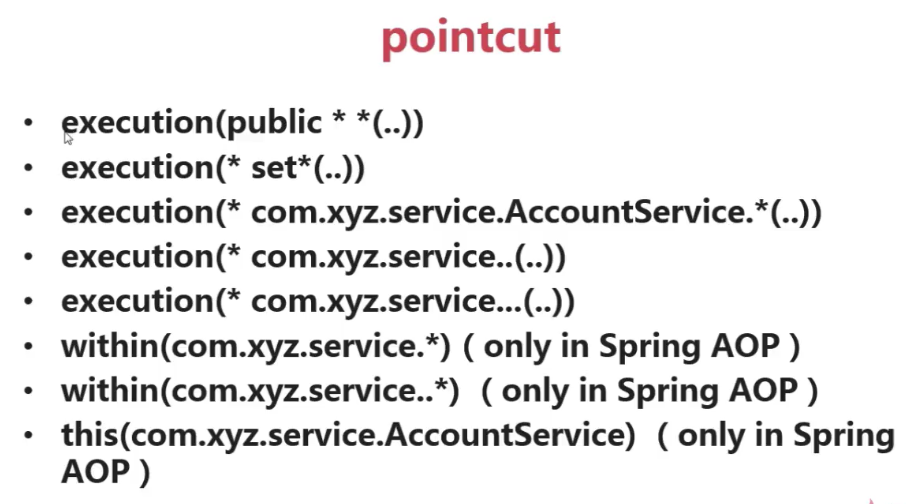 pointcut
• execution(public * *(..))
• execution(* set*(..))
• execution(* com.xyz.service.AccountService.*(..))
• execution(* com.xyz.service..(..))
• execution(* com.xyz.service...(..))
• within(com.xyz.service.*) ( only in Spring AOP )
• within(com.xyz.service..*) ( only in Spring AOP )
• this(com.xyz.service.AccountService) ( only in Spring
AOP )